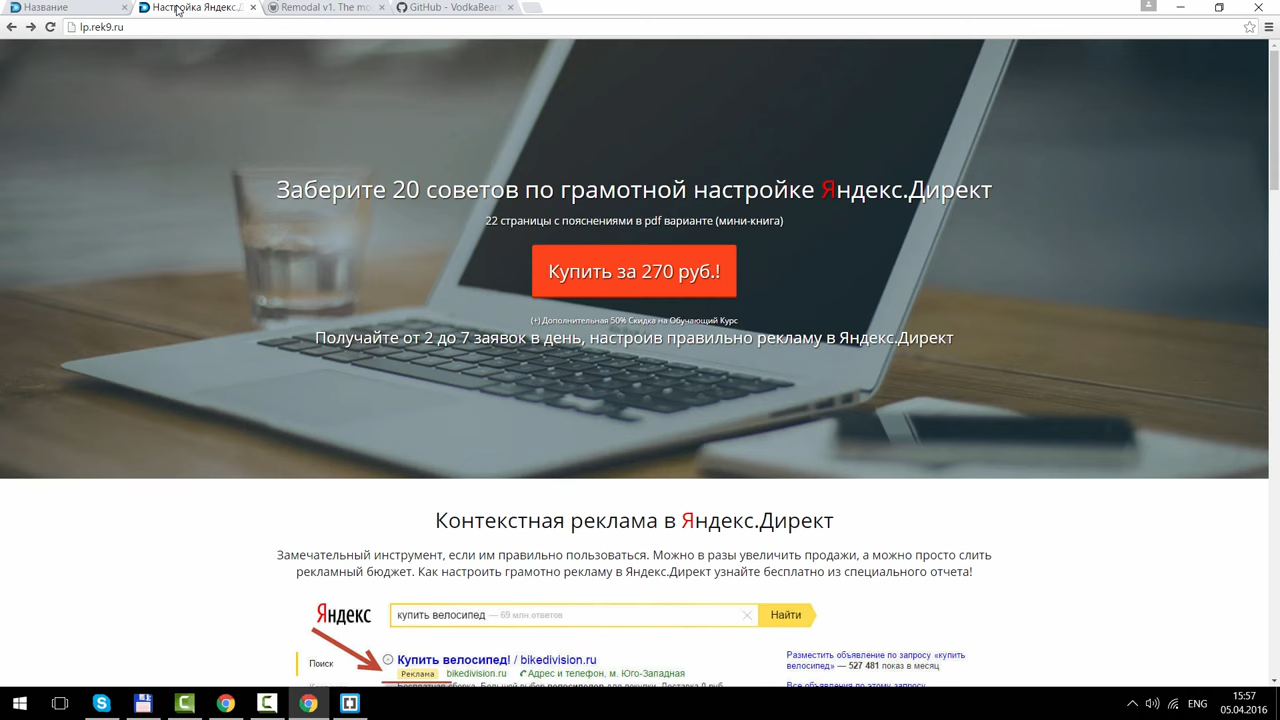 Название
Настройка Яндекс.Д
Remodal v1. The mo
GitHub - VodkaBears
lp.rek9.ru
Заберите 20 советов по грамотной настройке Яндекс.Директ
22 страницы с пояснениями в pdf варианте (мини-книга)
Купить за 270 руб.!
(+) Дополнительная 50% Скидка на Обучающий Курс
Получайте от 2 до 7 заявок в день, настроив правильно рекламу в Яндекс.Директ
Контекстная реклама в Яндекс.Директ
Замечательный инструмент, если им правильно пользоваться. Можно в разы увеличить продажи, а можно просто слить
рекламный бюджет. Как настроить грамотно рекламу в Яндекс.Директ узнайте бесплатно из специального отчета!
Яндекс
купить велосипед — 69 млн ответов
Найти
Поиск
Купить велосипед! / bikedivision.ru
Реклама bikedivision.ru Адрес и телефон, м. Юго-Западная
Разместить объявление по запросу «купить
велосипед» — 527 481 показ в месяц
Все объявления по этому запросу
ENG
15:57
05.04.2016